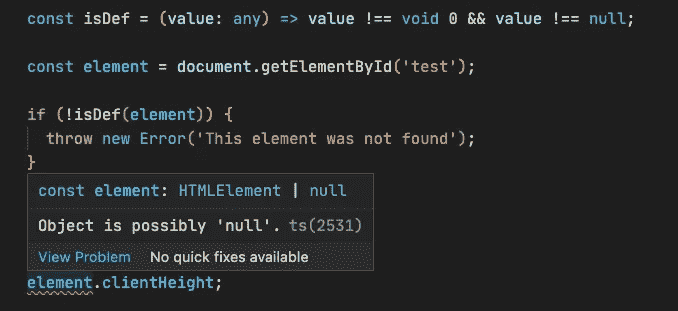 const isDef = (value: any) => value !== void 0 && value !== null;
const element = document.getElementById('test');
if (!isDef(element)) {
throw new Error('This element was not found');
}
const element: HTMLElement | null
Object is possibly 'null'. ts(2531)
View Problem No quick fixes available
element.clientHeight;